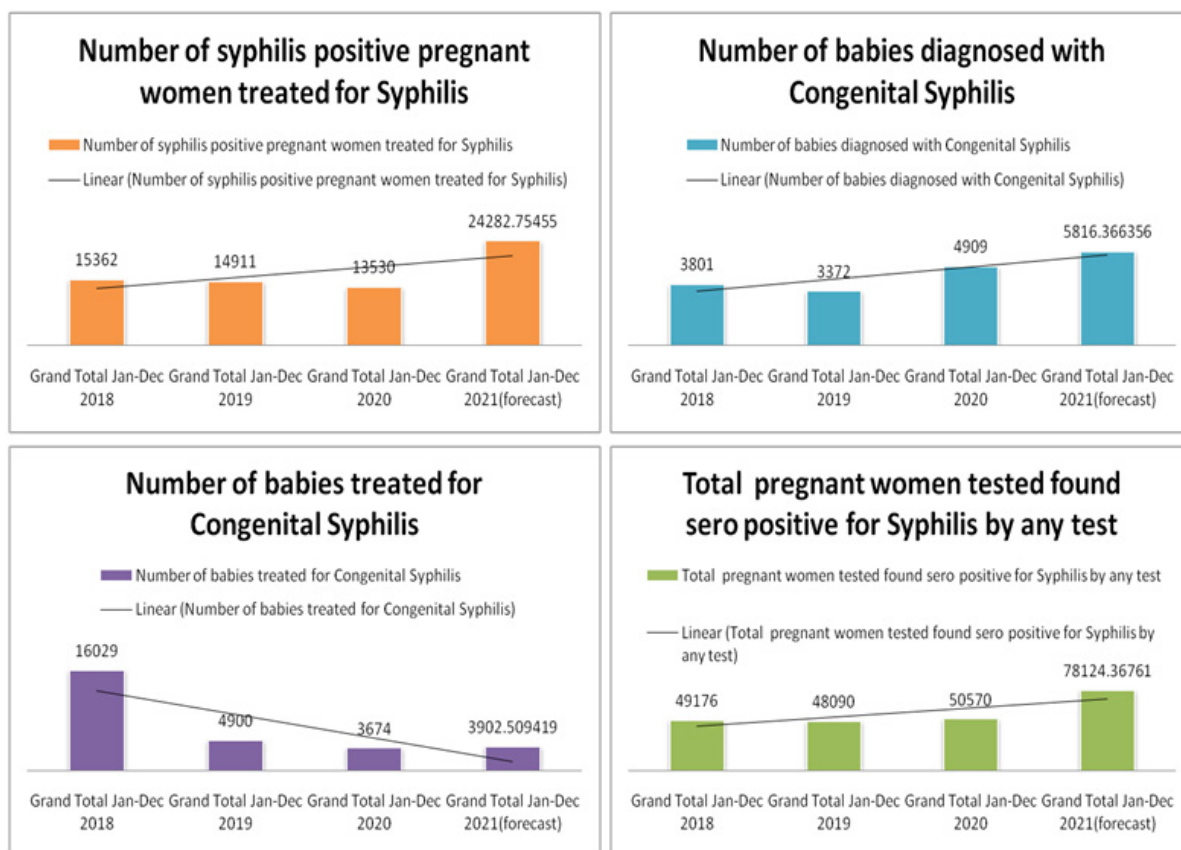 Number of syphilis positive pregnant
women treated for Syphilis
Number of syphilis positive pregnant women treated for Syphilis
Linear (Number of syphilis positive pregnant women treated for Syphilis)
24282.75455
15362
14911
13530
Grand Total Jan-Dec Grand Total Jan-Dec Grand Total Jan-Dec Grand Total Jan-Dec
2018 2019 2020 2021(forecast)
Number of babies diagnosed with
Congenital Syphilis
Number of babies diagnosed with Congenital Syphilis
Linear (Number of babies diagnosed with Congenital Syphilis)
5816.366356
4909
3801
3372
Grand Total Jan-Dec Grand Total Jan-Dec Grand Total Jan-Dec Grand Total Jan-Dec
2018 2019 2020 2021(forecast)
Number of babies treated for
Congenital Syphilis
Number of babies treated for Congenital Syphilis
Linear (Number of babies treated for Congenital Syphilis)
16029
4900
3674
3902.509419
Grand Total Jan-Dec Grand Total Jan-Dec Grand Total Jan-Dec Grand Total Jan-Dec
2018 2019 2020 2021(forecast)
Total pregnant women tested found
sero positive for Syphilis by any test
Total pregnant women tested found sero positive for Syphilis by any test
Linear (Total pregnant women tested found sero positive for Syphilis by
any test)
78124.36761
49176
48090
50570
Grand Total Jan-Dec Grand Total Jan-Dec Grand Total Jan-Dec Grand Total Jan-Dec
2018 2019 2020 2021(forecast)